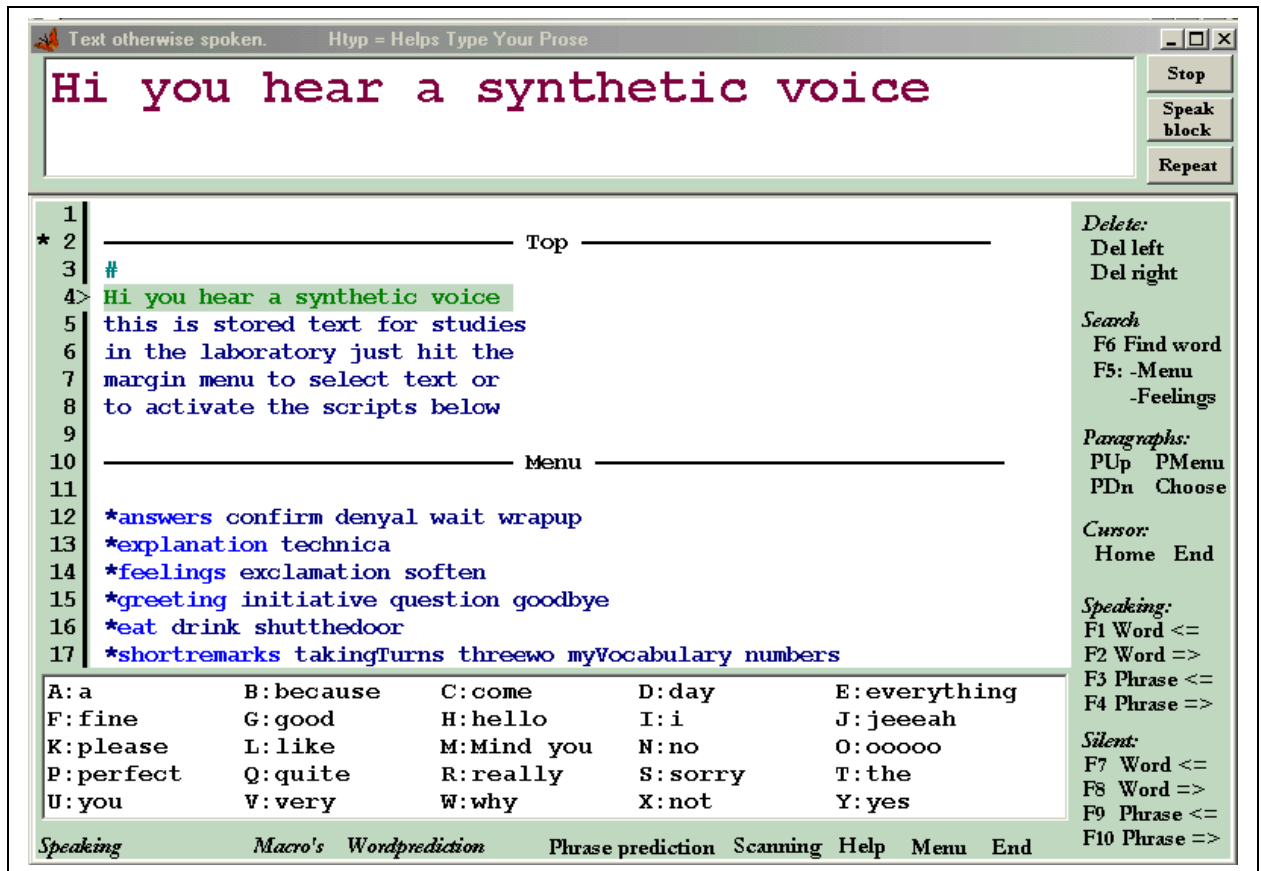 Text otherwise spoken. Htyp = Helps Type Your Prose
Hi you hear a synthetic voice
Stop
Speak
block
Repeat
1
* 2 Top
3 #
4> Hi you hear a synthetic voice
5 this is stored text for studies
6 in the laboratory just hit the
7 margin menu to select text or
8 to activate the scripts below
9
10 Menu
11
12 *answers confirm denyal wait wrapup
13 *explanation technica
14 *feelings exclamation soften
15 *greeting initiative question goodbye
16 *eat drink shutthedoor
17 *shortremarks takingTurns threewo myVocabulary numbers
Delete:
Del left
Del right
Search
F6 Find word
F5: -Menu
-Feelings
Paragraphs:
PUp PMenu
PDn Choose
Cursor:
Home End
Speaking:
F1 Word <=
F2 Word =>
F3 Phrase <=
F4 Phrase =>
Silent:
F7 Word <=
F8 Word =>
F9 Phrase <=
F10 Phrase =>
A:a B:because C:come D:day E:everything
F:fine G:good H:hello I:i J:jeeeah
K:please L:like M:Mind you N:no O:ooooo
P:perfect Q:quite R:really S:sorry T:the
U:you V:very W:why X:not Y:yes
Speaking Macro's Wordprediction Phrase prediction Scanning Help Menu End